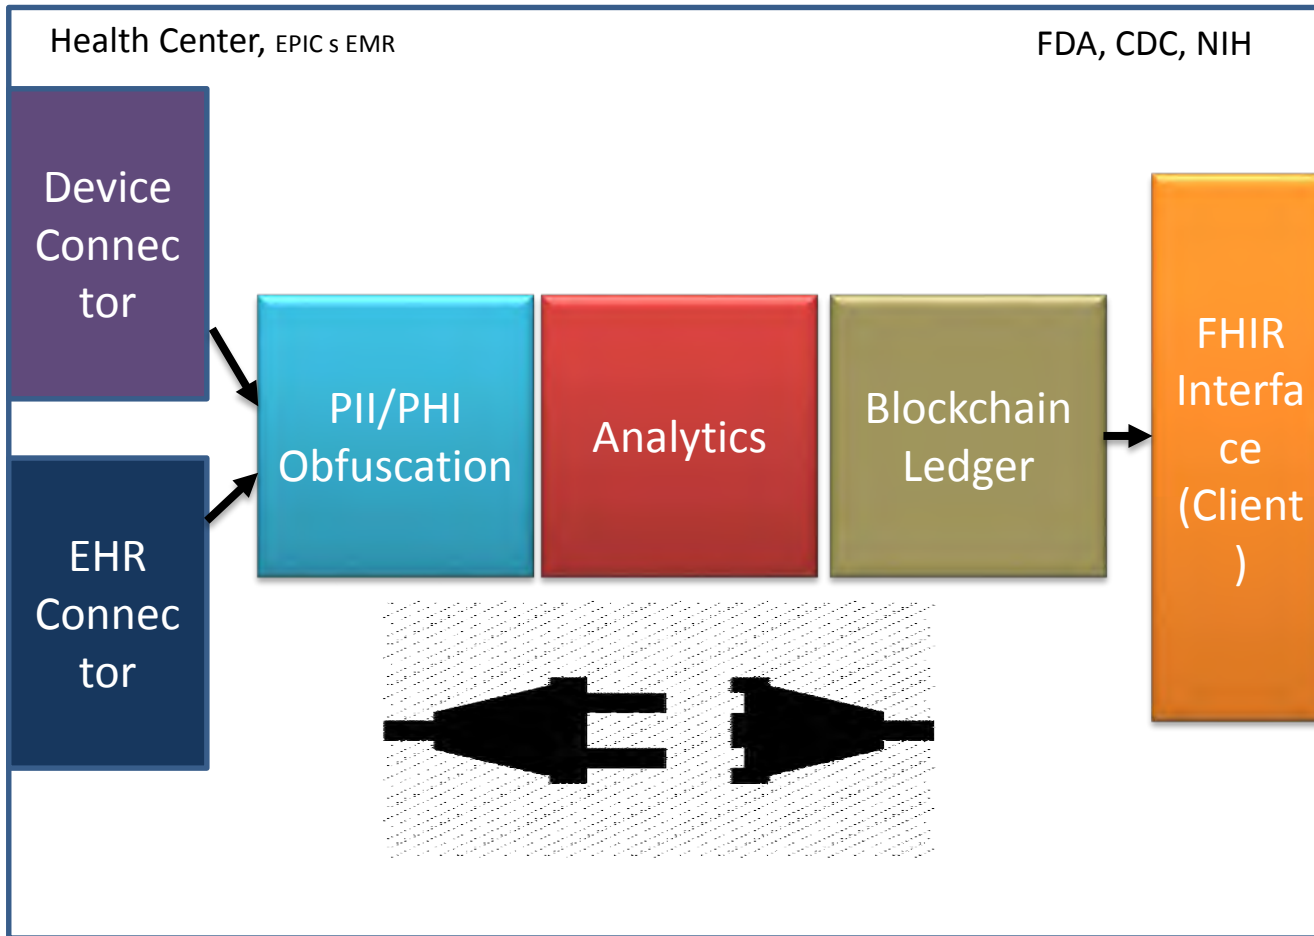 Health Center, EPIC s EMR
FDA, CDC, NIH
Device
Connec
tor
EHR
Connec
tor
PII/PHI
Obfuscation
Analytics
Blockchain
Ledger
FHIR
Interfa
ce
(Client
)